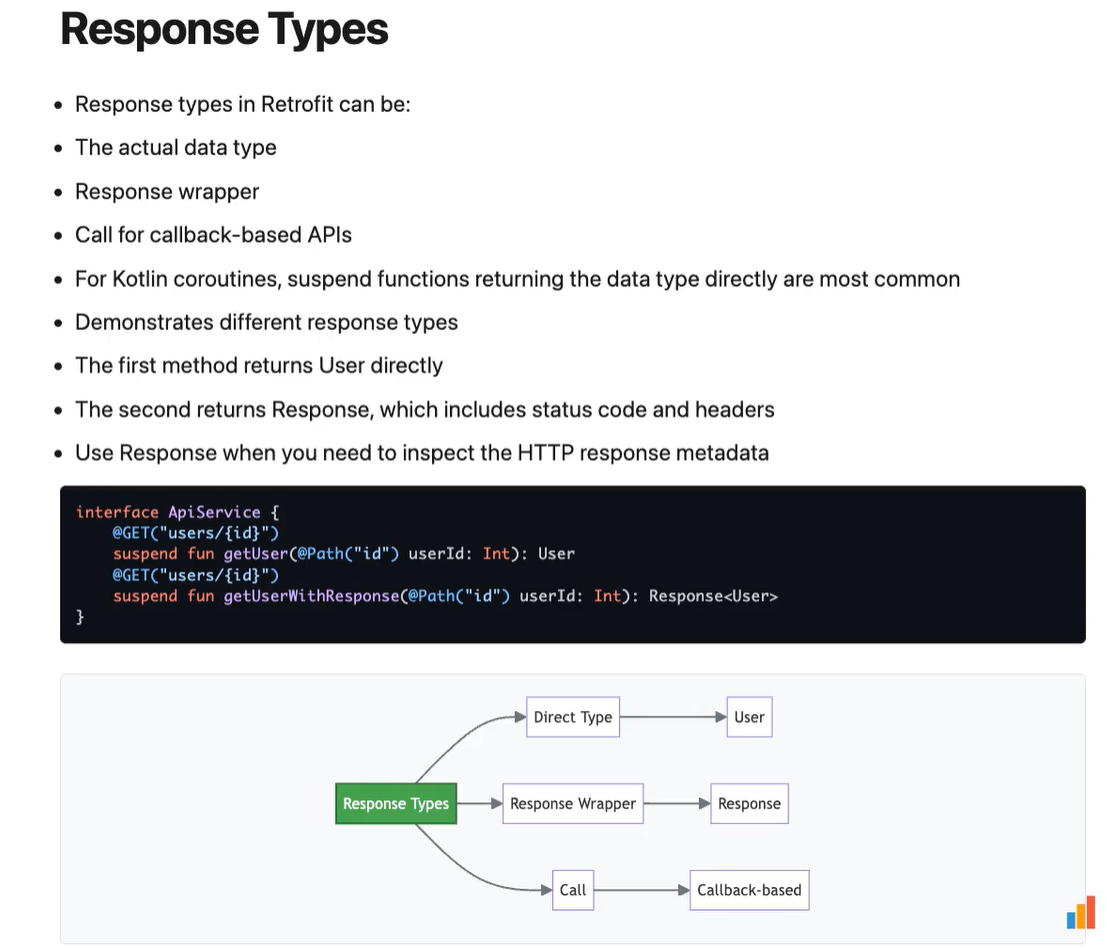 Response Types
• Response types in Retrofit can be:
• The actual data type
• Response wrapper
• Call for callback-based APIs
• For Kotlin coroutines, suspend functions returning the data type directly are most common
• Demonstrates different response types
• The first method returns User directly
• The second returns Response, which includes status code and headers
• Use Response when you need to inspect the HTTP response metadata
interface ApiService {
    @GET("users/{id}")
    suspend fun getUser(@Path("id") userId: Int): User
    @GET("users/{id}")
    suspend fun getUserWithResponse(@Path("id") userId: Int): Response<User>
}
Direct Type
User
Response Types
Response Wrapper
Response
Call
Callback-based